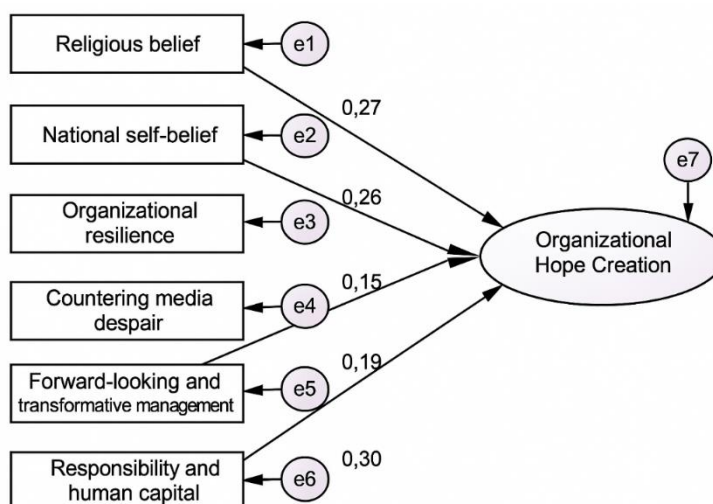 Religious belief
e1
0,27
National self-belief
e2
e7
0,26
Organizational
resilience
e3
Organizational
Hope Creation
Countering media
despair
e4
0,15
Forward-looking and
transformative management
e5
0,19
Responsibility and
human capital
e6
0,30